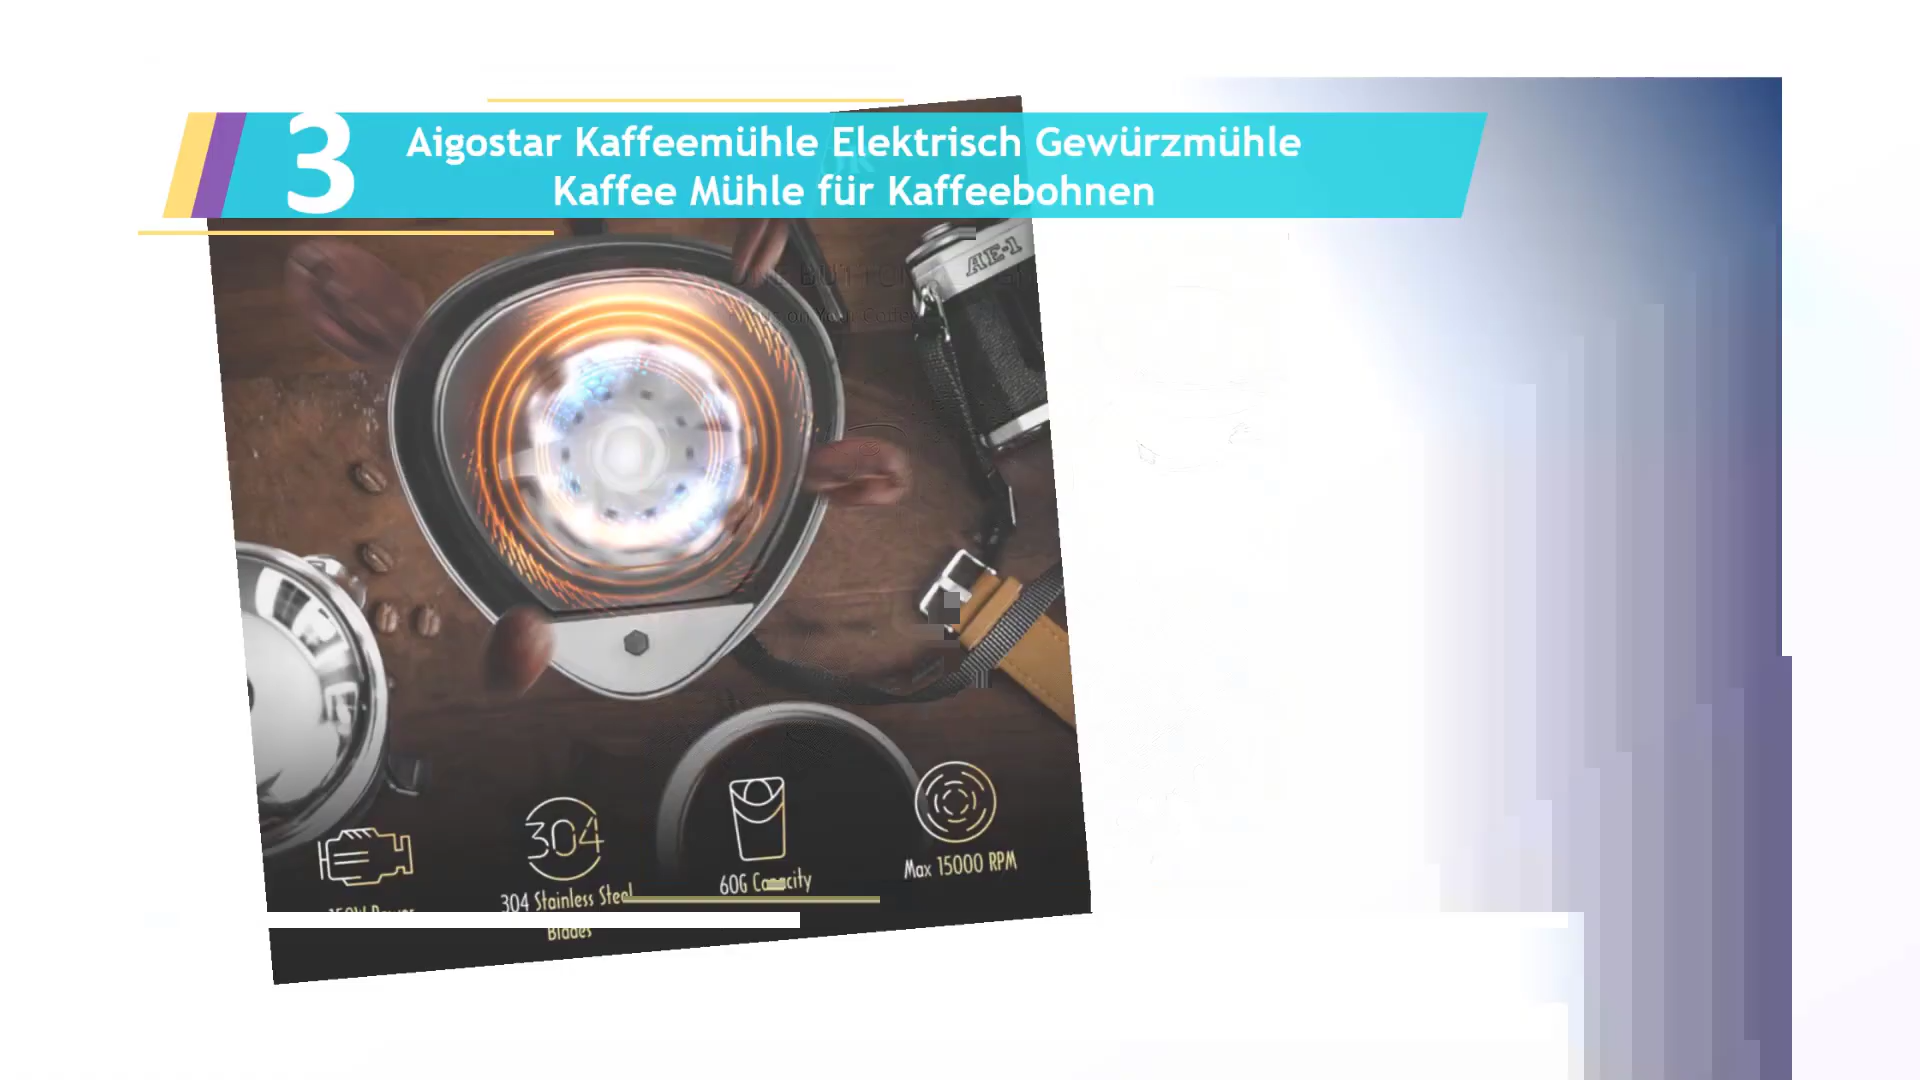 3
Aigostar Kaffeemühle Elektrisch Gewürzmühle
Kaffee Mühle für Kaffeebohnen
AE-1
304
304 Stainless Steel
Blades
60G Capacity
Max 15000 RPM